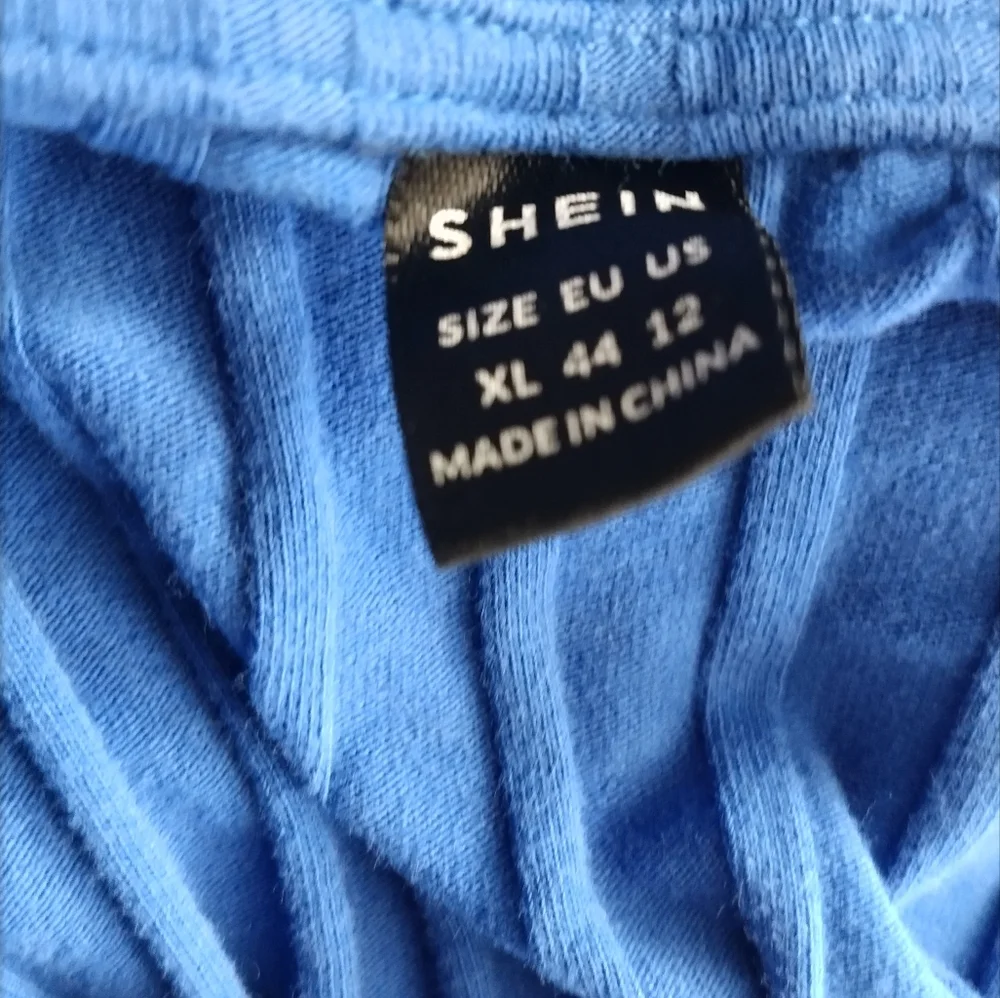 SHEIN
SIZE EU US
XL 44 12
MADE IN CHINA